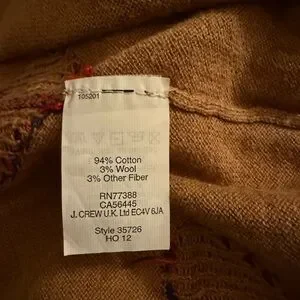 105201
94% Cotton
3% Wool
3% Other Fiber
RN77388
CA56445
J. CREW U.K. Ltd EC4V 6JA
Style 35726
HO 12